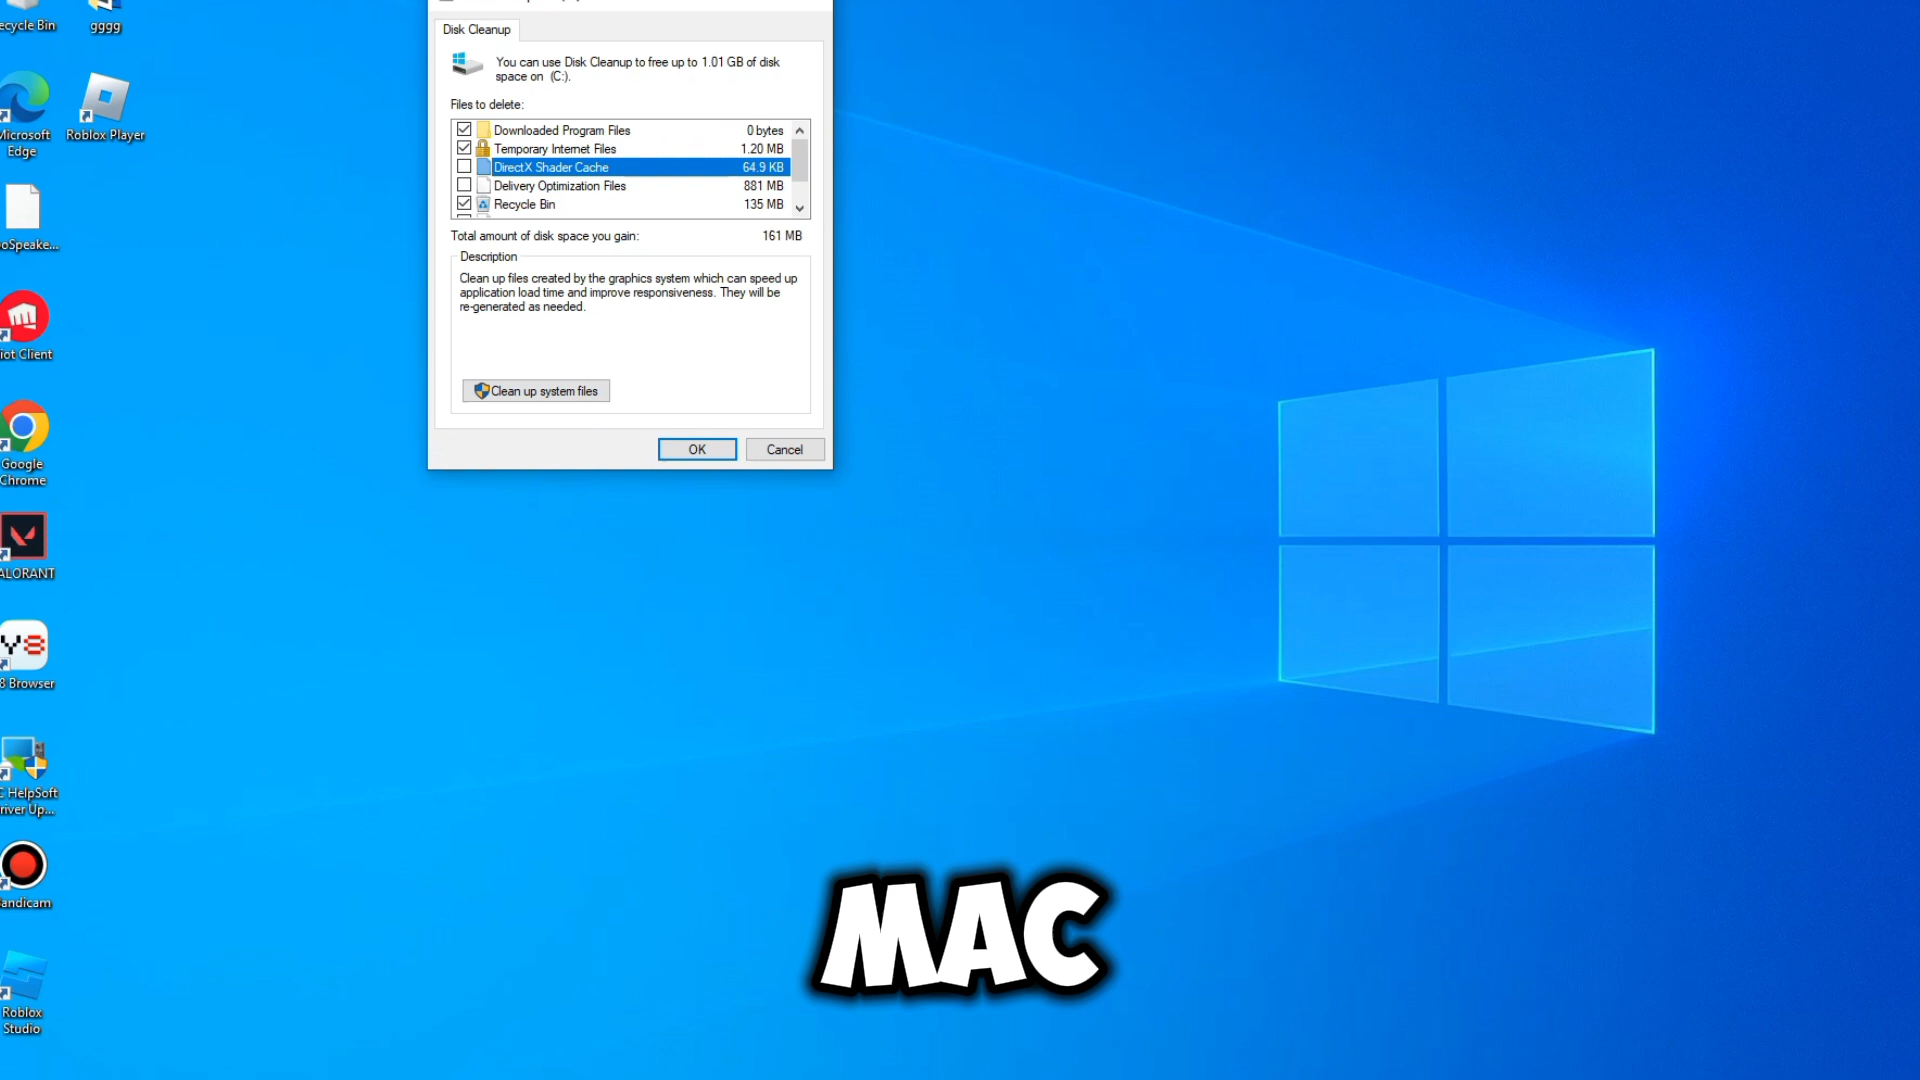 ecycle Bin
gggg
Microsoft
Edge
Roblox Player
oSpeake...
iot Client
Google
Chrome
ALORANT
Y8
8 Browser
C HelpSoft
river Up...
andicam
Roblox
Studio
Disk Cleanup
You can use Disk Cleanup to free up to 1.01 GB of disk
space on (C:).
Files to delete:
Downloaded Program Files 0 bytes
Temporary Internet Files 1.20 MB
DirectX Shader Cache 64.9 KB
Delivery Optimization Files 881 MB
Recycle Bin 135 MB
Total amount of disk space you gain: 161 MB
Description
Clean up files created by the graphics system which can speed up
application load time and improve responsiveness. They will be
re-generated as needed.
Clean up system files
OK
Cancel
MAC